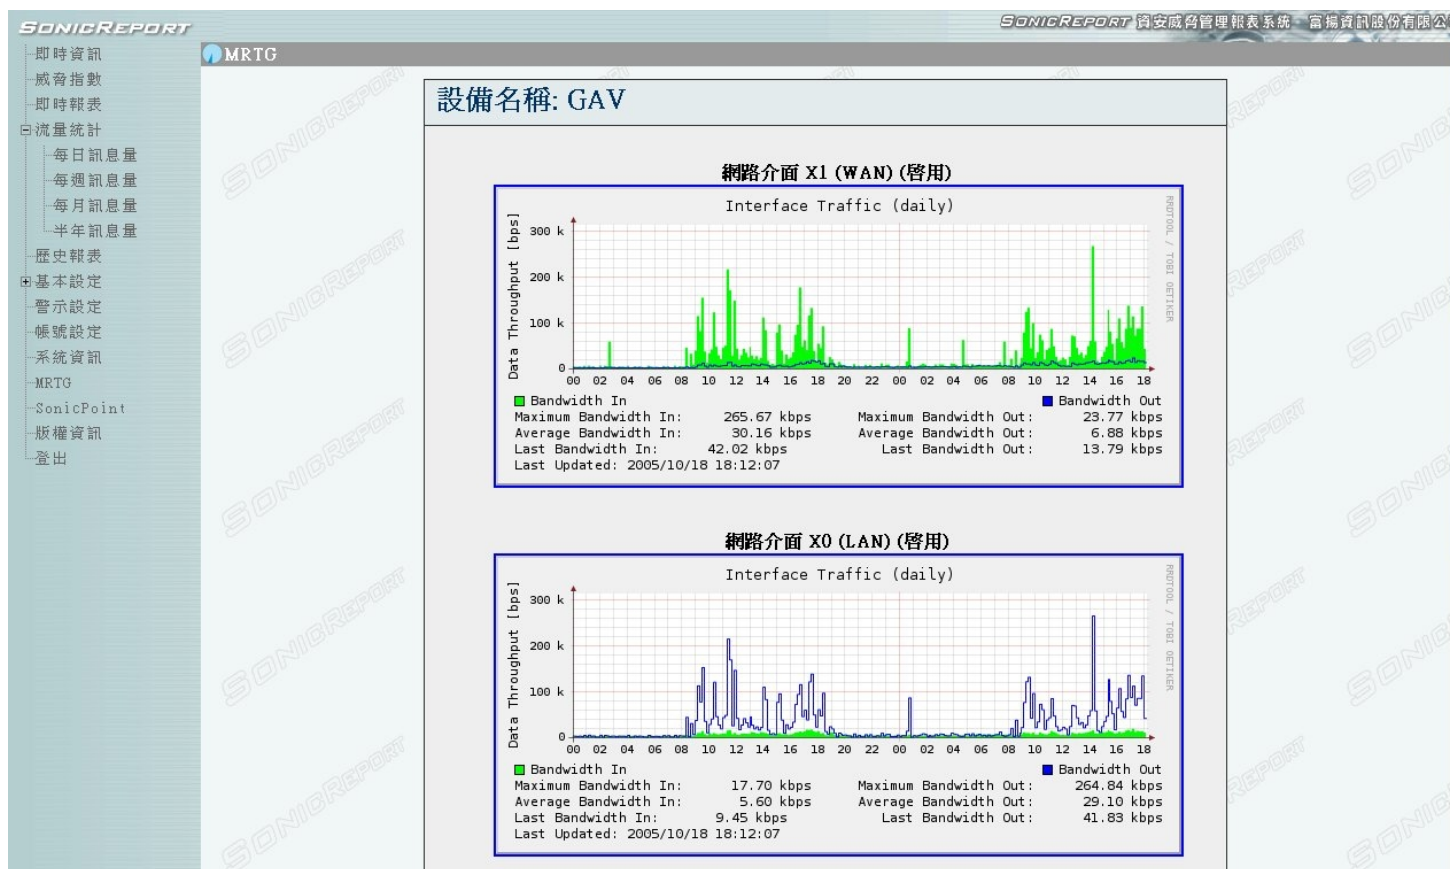 SONICREPORT
SONICREPORT 資安威脅管理報表系統 富揚資訊股份有限公
即時資訊
威脅指數
即時報表
流量統計
每日訊息量
每週訊息量
每月訊息量
半年訊息量
歷史報表
基本設定
警示設定
帳號設定
系統資訊
MRTG
SonicPoint
版權資訊
登出
MRTG
設備名稱: GAV
網路介面 X1 (WAN) (啓用)
Interface Traffic (daily)
Data Throughput [bps]
300 k
200 k
100 k
0
00 02 04 06 08 10 12 14 16 18 20 22 00 02 04 06 08 10 12 14 16 18
RRDTOOL / TOBI OETIKER
Bandwidth In Bandwidth Out
Maximum Bandwidth In: 265.67 kbps Maximum Bandwidth Out: 23.77 kbps
Average Bandwidth In: 30.16 kbps Average Bandwidth Out: 6.88 kbps
Last Bandwidth In: 42.02 kbps Last Bandwidth Out: 13.79 kbps
Last Updated: 2005/10/18 18:12:07
網路介面 X0 (LAN) (啓用)
Interface Traffic (daily)
Data Throughput [bps]
300 k
200 k
100 k
0
00 02 04 06 08 10 12 14 16 18 20 22 00 02 04 06 08 10 12 14 16 18
RRDTOOL / TOBI OETIKER
Bandwidth In Bandwidth Out
Maximum Bandwidth In: 17.70 kbps Maximum Bandwidth Out: 264.84 kbps
Average Bandwidth In: 5.60 kbps Average Bandwidth Out: 29.10 kbps
Last Bandwidth In: 9.45 kbps Last Bandwidth Out: 41.83 kbps
Last Updated: 2005/10/18 18:12:07